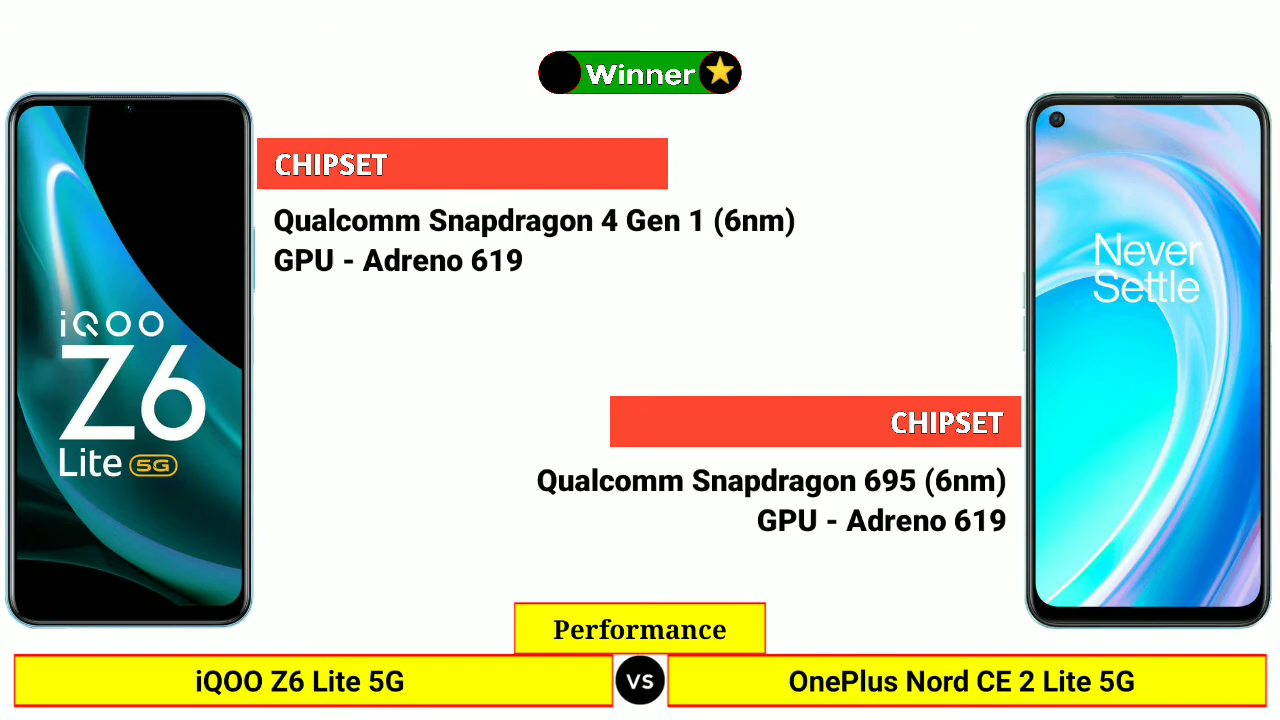 Winner
CHIPSET
Qualcomm Snapdragon 4 Gen 1 (6nm)
GPU - Adreno 619
iQOO
Z6
Lite 5G
Never
Settle
CHIPSET
Qualcomm Snapdragon 695 (6nm)
GPU - Adreno 619
Performance
iQOO Z6 Lite 5G
VS
OnePlus Nord CE 2 Lite 5G